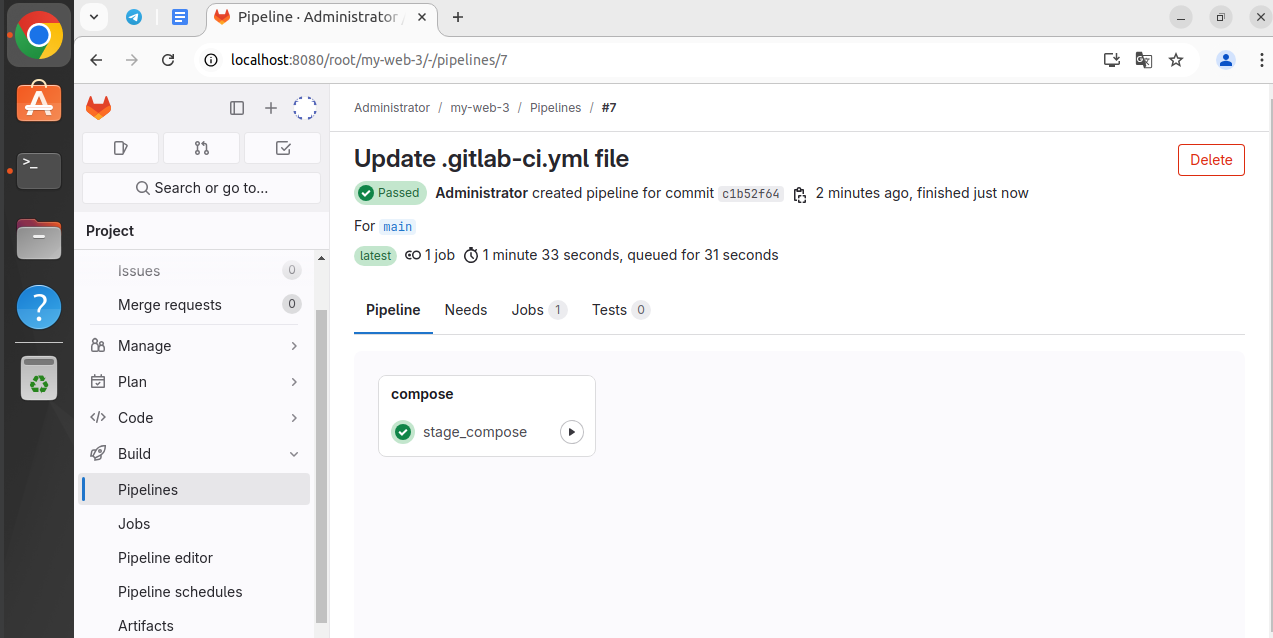 Pipeline · Administrator /
localhost:8080/root/my-web-3/-/pipelines/7
Search or go to...
Project
Issues 0
Merge requests 0
Manage
Plan
Code
Build
Pipelines
Jobs
Pipeline editor
Pipeline schedules
Artifacts
Administrator / my-web-3 / Pipelines / #7
Update .gitlab-ci.yml file
Delete
Passed Administrator created pipeline for commit c1b52f64 2 minutes ago, finished just now
For main
latest 1 job 1 minute 33 seconds, queued for 31 seconds
Pipeline Needs Jobs 1 Tests 0
compose
stage_compose